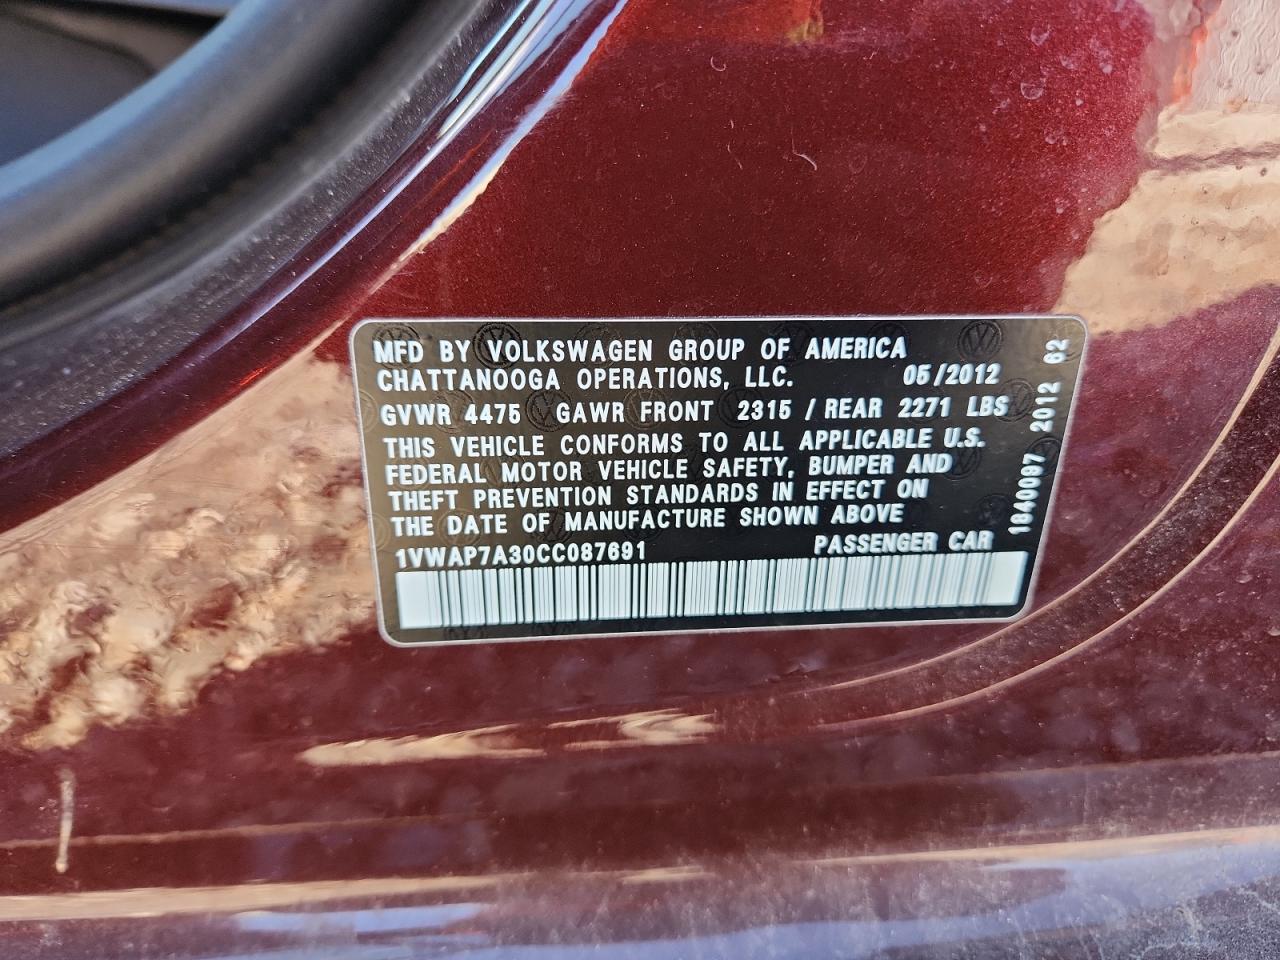 MFD BY VOLKSWAGEN GROUP OF AMERICA
CHATTANOOGA OPERATIONS, LLC. 05/2012
GVWR 4475 GAWR FRONT 2315 / REAR 2271 LBS
THIS VEHICLE CONFORMS TO ALL APPLICABLE U.S.
FEDERAL MOTOR VEHICLE SAFETY, BUMPER AND
THEFT PREVENTION STANDARDS IN EFFECT ON
THE DATE OF MANUFACTURE SHOWN ABOVE
1VWAP7A30CC087691 PASSENGER CAR
1840097 2012 62